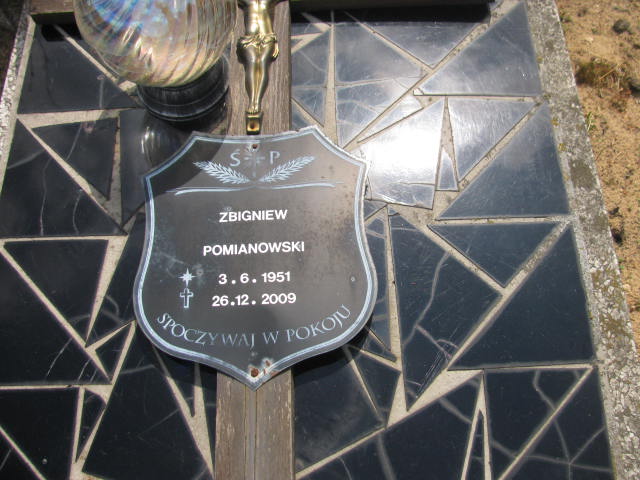 S P
ZBIGNIEW
POMIANOWSKI
3.6.1951
26.12.2009
SPOCZYWAJ W POKOJU